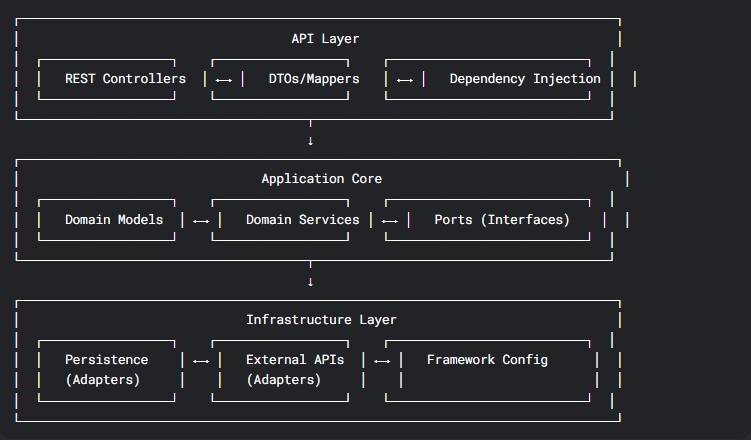 API Layer
REST Controllers ←→ DTOs/Mappers ←→ Dependency Injection
↓
Application Core
Domain Models ←→ Domain Services ←→ Ports (Interfaces)
↓
Infrastructure Layer
Persistence ←→ External APIs ←→ Framework Config
(Adapters) (Adapters)